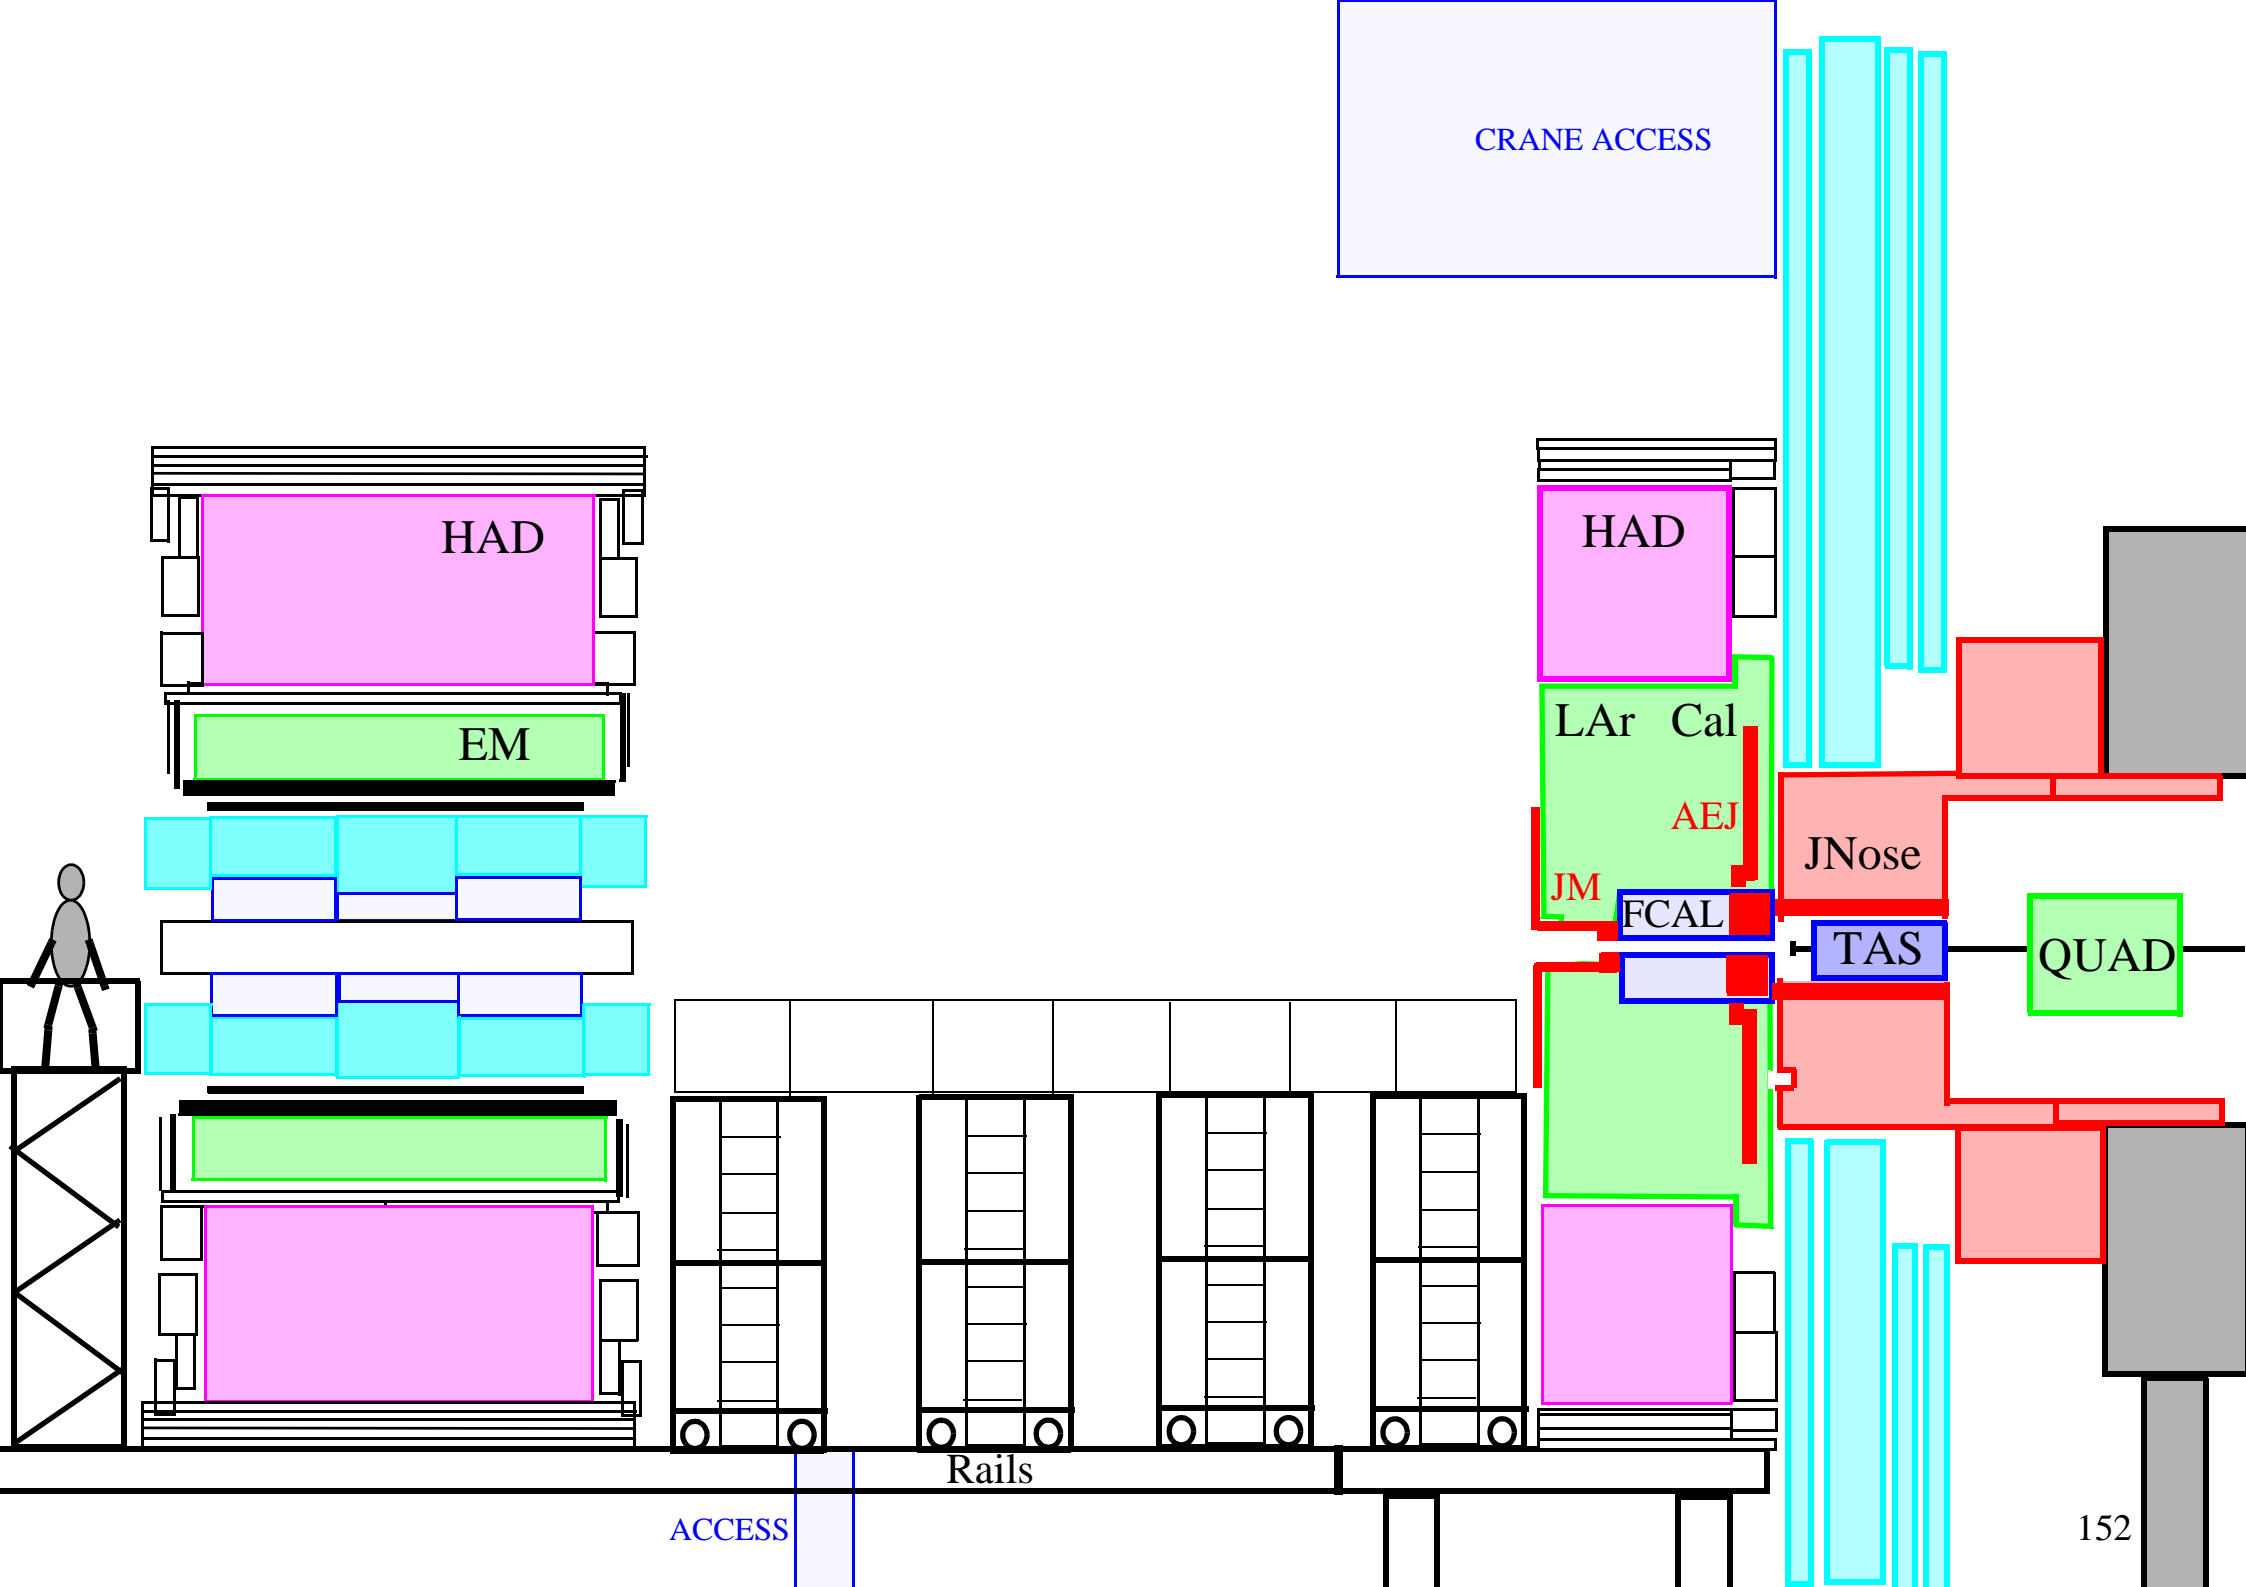 CRANE ACCESS
HAD
HAD
EM
LAr Cal
AEJ
JM
FCAL
JNose
TAS
QUAD
Rails
ACCESS
152